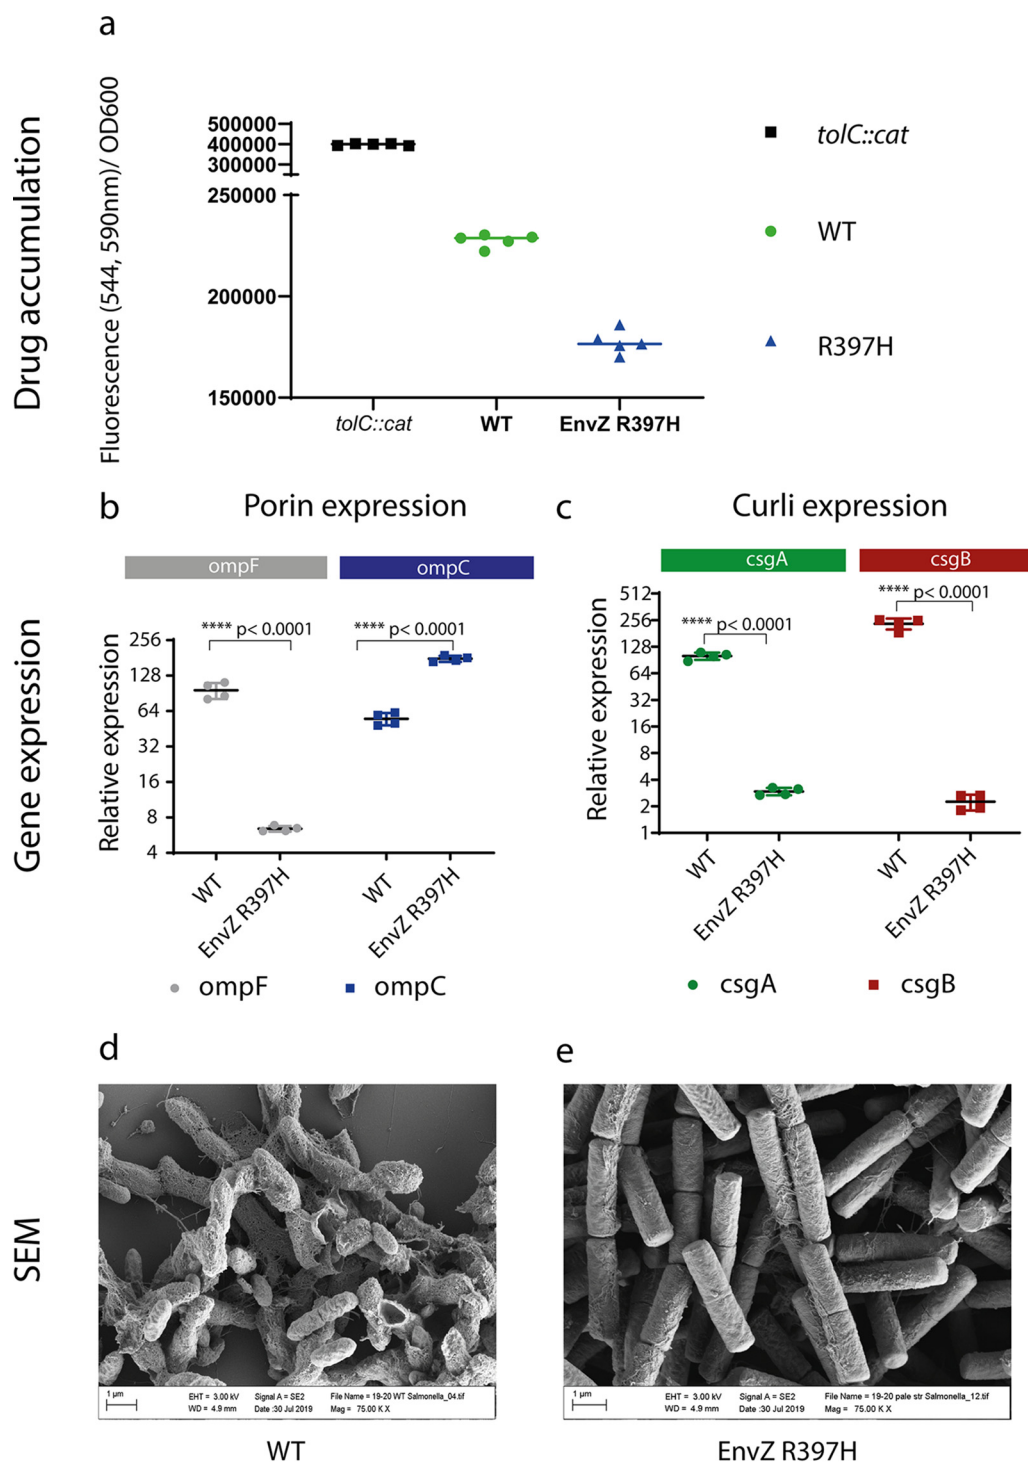 a
Drug accumulation
Fluorescence (544, 590nm)/ OD600
500000
400000
300000
250000
200000
150000
tolC::cat
WT
EnvZ R397H
tolC::cat
WT
R397H
Gene expression
b
Porin expression
ompF
ompC
**** p< 0.0001
**** p< 0.0001
Relative expression
256
128
64
32
16
8
4
WT
EnvZ R397H
WT
EnvZ R397H
ompF
ompC
c
Curli expression
csgA
csgB
**** p< 0.0001
**** p< 0.0001
Relative expression
512
256
128
64
32
16
8
4
2
1
WT
EnvZ R397H
WT
EnvZ R397H
csgA
csgB
SEM
d
1 µm
EHT = 3.00 kV Signal A = SE2 File Name = 19-20 WT Salmonella_04.tif
WD = 4.9 mm Date :30 Jul 2019 Mag = 75.00 K X
WT
e
1 µm
EHT = 3.00 kV Signal A = SE2 File Name = 19-20 pale str Salmonella_12.tif
WD = 4.9 mm Date :30 Jul 2019 Mag = 75.00 K X
EnvZ R397H